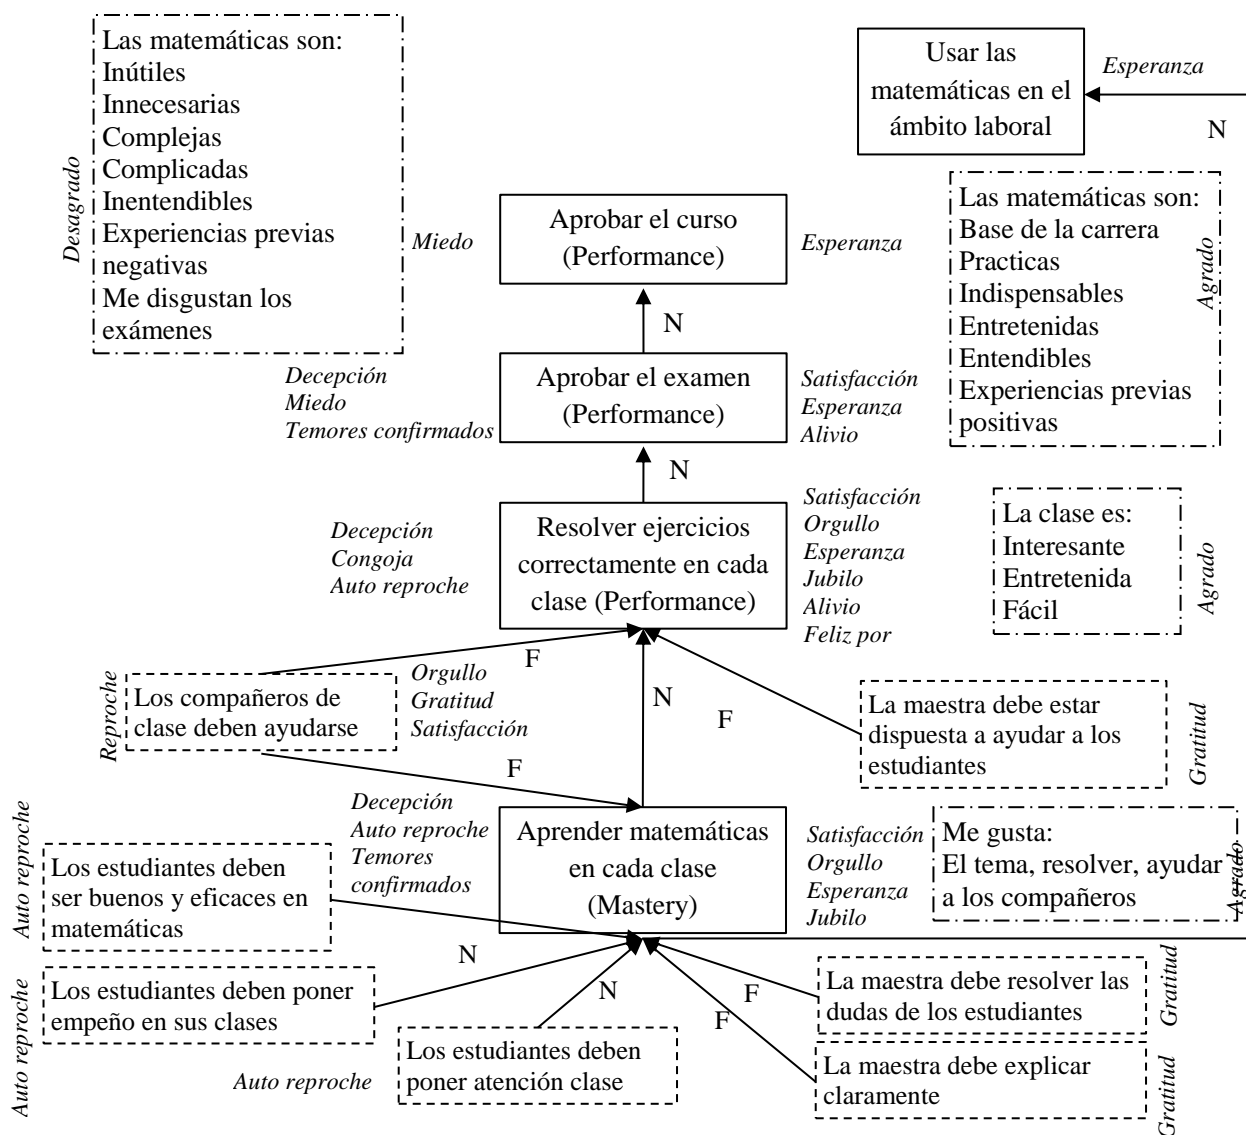 Las matemáticas son:
Inútiles
Innecesarias
Complejas
Complicadas
Inentendibles
Experiencias previas
negativas
Me disgustan los
exámenes
Desagrado
Usar las
matemáticas en el
ámbito laboral
Esperanza
N
Miedo
Aprobar el curso
(Performance)
Esperanza
Las matemáticas son:
Base de la carrera
Practicas
Indispensables
Entretenidas
Entendibles
Experiencias previas
positivas
Agrado
N
Decepción
Miedo
Temores confirmados
Aprobar el examen
(Performance)
Satisfacción
Esperanza
Alivio
N
Decepción
Congoja
Auto reproche
Resolver ejercicios
correctamente en cada
clase (Performance)
Satisfacción
Orgullo
Esperanza
Jubilo
Alivio
Feliz por
La clase es:
Interesante
Entretenida
Fácil
Agrado
F
N
F
Reproche
Los compañeros de
clase deben ayudarse
Orgullo
Gratitud
Satisfacción
La maestra debe estar
dispuesta a ayudar a los
estudiantes
Gratitud
F
Decepción
Auto reproche
Temores
confirmados
Aprender matemáticas
en cada clase
(Mastery)
Satisfacción
Orgullo
Esperanza
Jubilo
Me gusta:
El tema, resolver, ayudar
a los compañeros
Agrado
Auto reproche
Los estudiantes deben
ser buenos y eficaces en
matemáticas
N
N
F
F
Auto reproche
Los estudiantes deben poner
empeño en sus clases
Auto reproche
Los estudiantes deben
poner atención clase
La maestra debe resolver las
dudas de los estudiantes
Gratitud
La maestra debe explicar
claramente
Gratitud